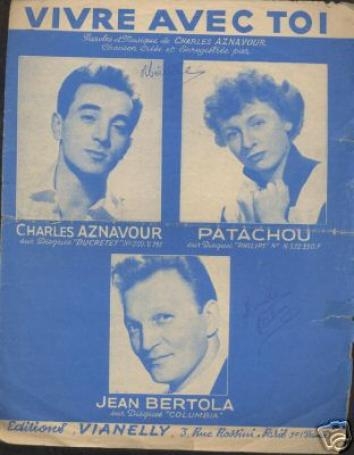 VIVRE AVEC TOI
Paroles et Musique de CHARLES AZNAVOUR
Chanson créée et enregistrée par
CHARLES AZNAVOUR
sur Disques "DUCRETET"
PATACHOU
sur Disques "PHILIPS" N°
JEAN BERTOLA
sur Disques "COLUMBIA"
Editions VIANELLY, 3, Rue Rossini, Paris